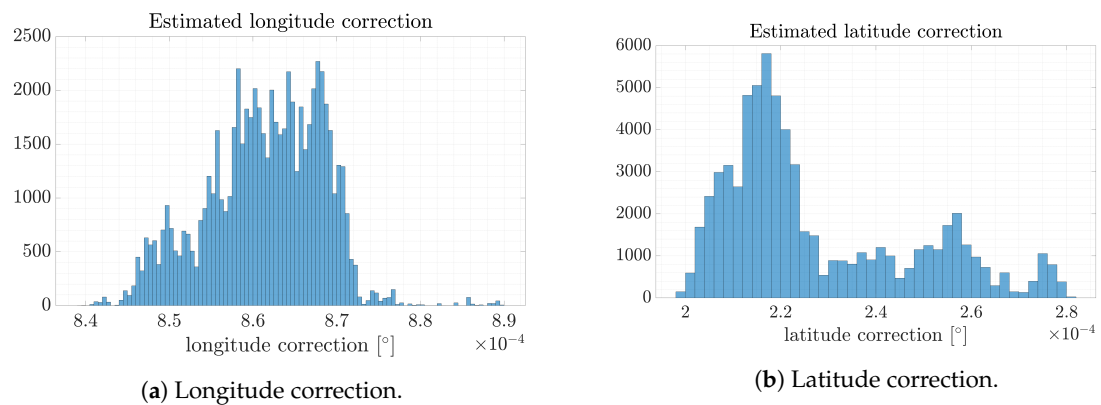 Estimated longitude correction
2500
2000
1500
1000
500
0
8.4 8.5 8.6 8.7 8.8 8.9
longitude correction [°] ×10⁻⁴
(a) Longitude correction.
Estimated latitude correction
6000
5000
4000
3000
2000
1000
0
2 2.2 2.4 2.6 2.8
latitude correction [°] ×10⁻⁴
(b) Latitude correction.